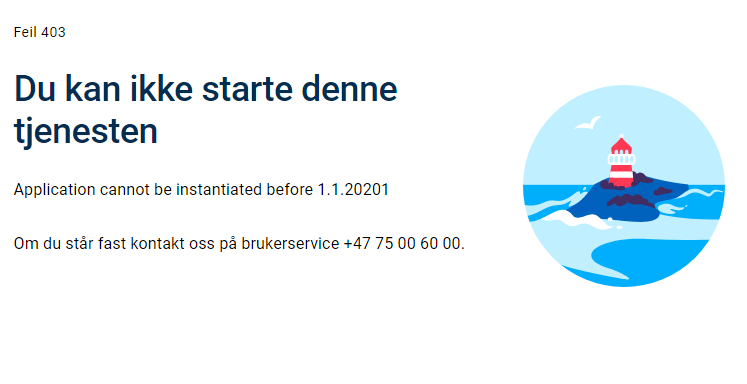 Feil 403
Du kan ikke starte denne
tjenesten
Application cannot be instantiated before 1.1.20201
Om du står fast kontakt oss på brukerservice +47 75 00 60 00.